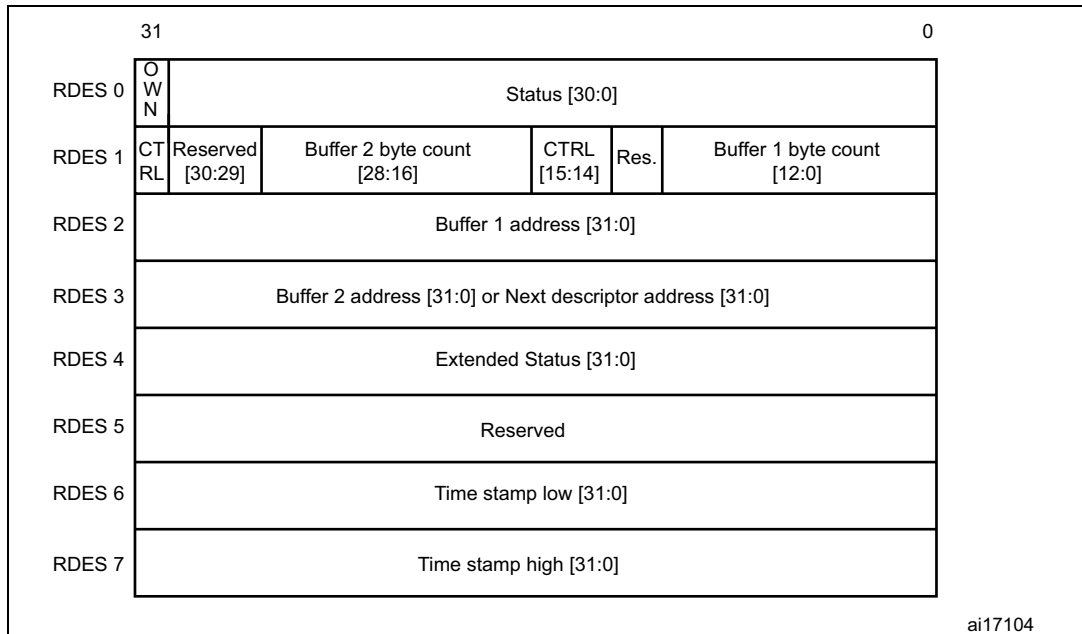 31 0
RDES 0 OWN Status [30:0]
RDES 1 CTRL Reserved [30:29] Buffer 2 byte count [28:16] CTRL [15:14] Res. Buffer 1 byte count [12:0]
RDES 2 Buffer 1 address [31:0]
RDES 3 Buffer 2 address [31:0] or Next descriptor address [31:0]
RDES 4 Extended Status [31:0]
RDES 5 Reserved
RDES 6 Time stamp low [31:0]
RDES 7 Time stamp high [31:0]
ai17104